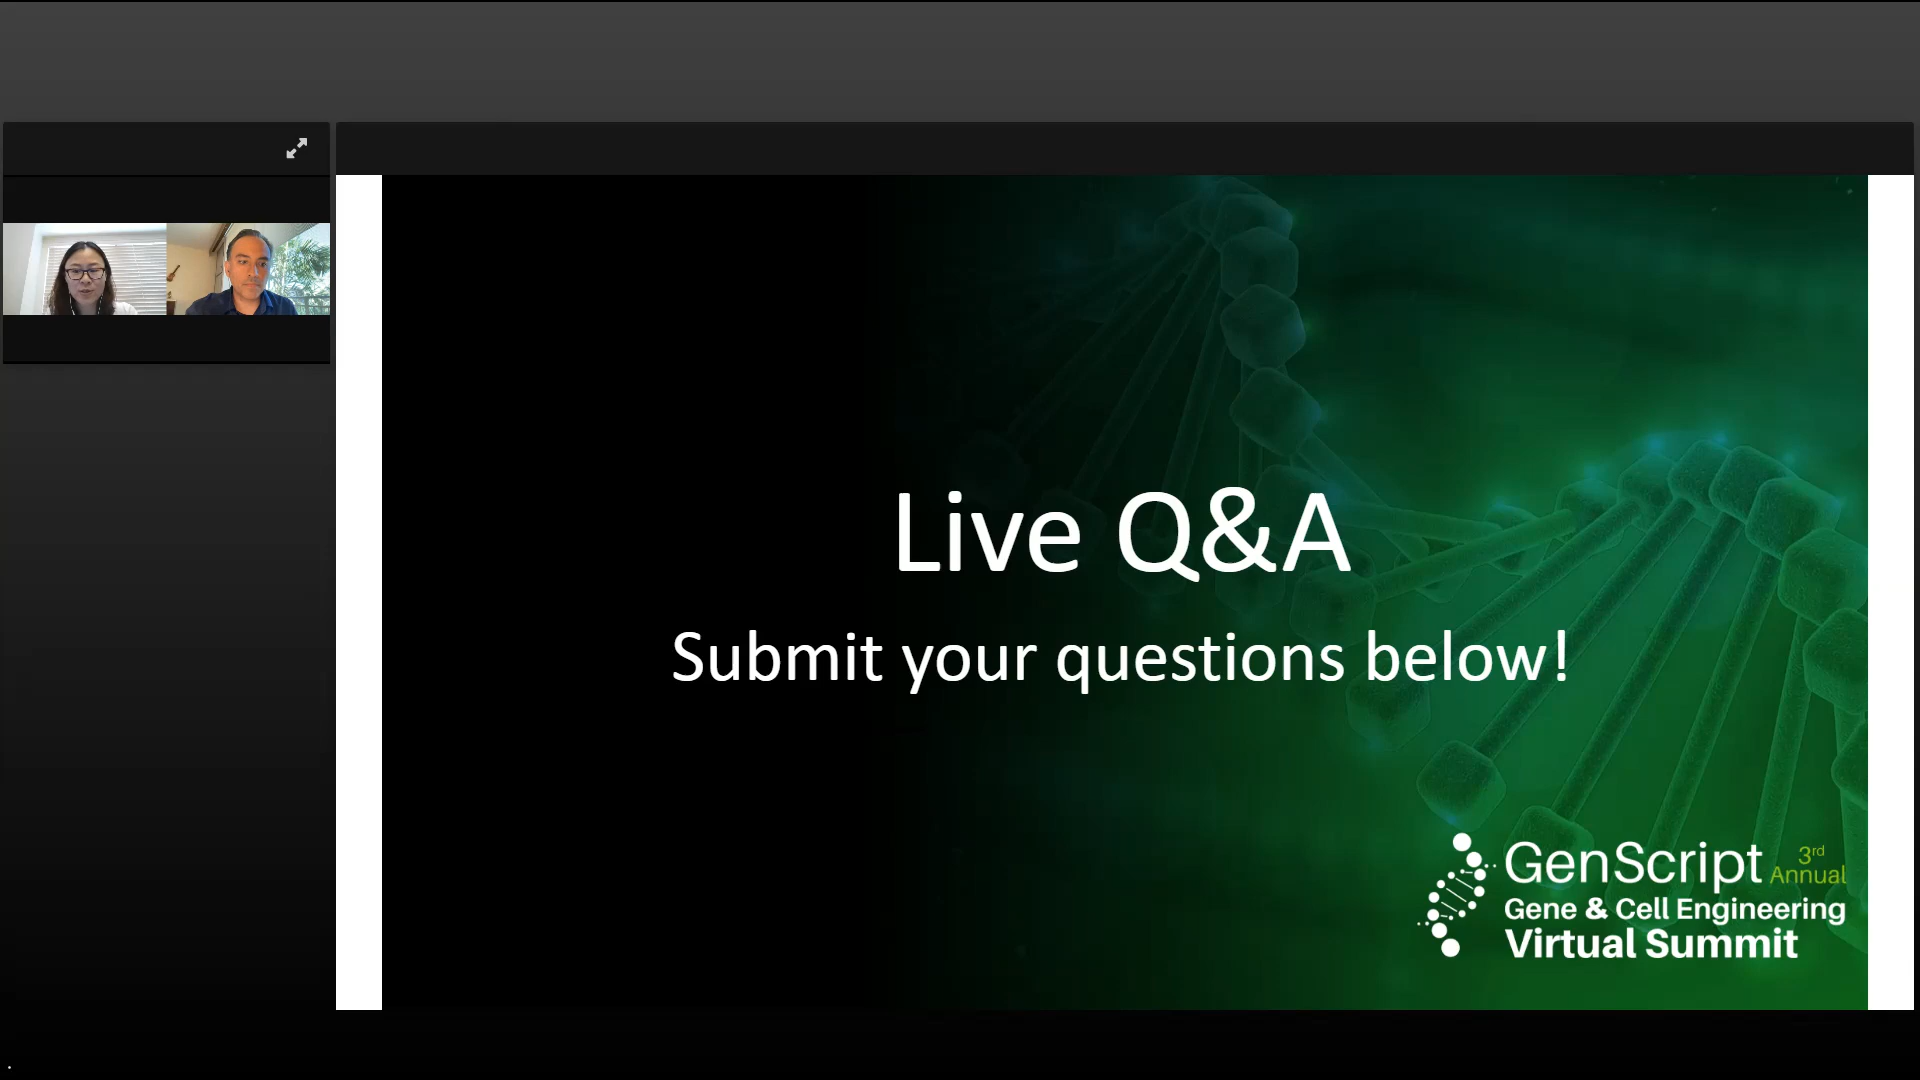 Live Q&A
Submit your questions below!
GenScript 3rd Annual
Gene & Cell Engineering
Virtual Summit